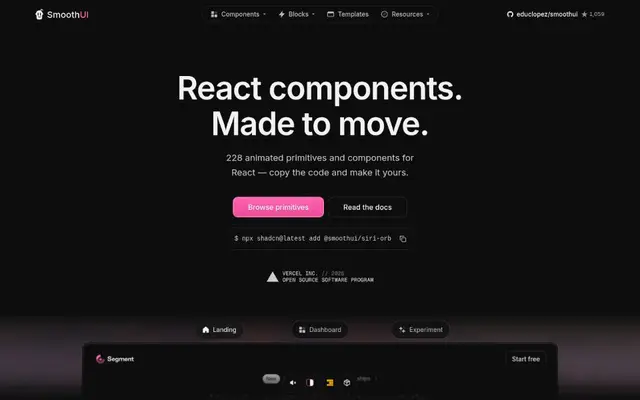 SmoothUI
Components
Blocks
Templates
Resources
educlopez/smoothui ★ 1,059
React components.
Made to move.
228 animated primitives and components for
React — copy the code and make it yours.
Browse primitives
Read the docs
$ npx shadcn@latest add @smoothui/siri-orb
VERCEL INC. // 2025
OPEN SOURCE SOFTWARE PROGRAM
Landing
Dashboard
Experiment
Segment
Start free